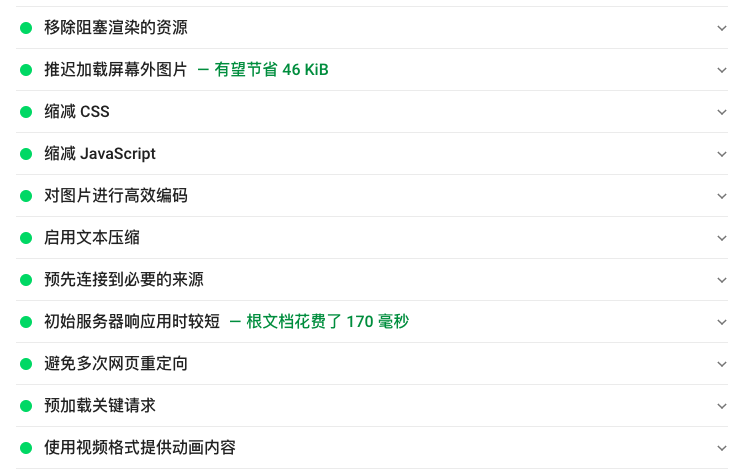 移除阻塞渲染的资源
推迟加载屏幕外图片 — 有望节省 46 KiB
缩减 CSS
缩减 JavaScript
对图片进行高效编码
启用文本压缩
预先连接到必要的来源
初始服务器响应用时较短 — 根文档花费了 170 毫秒
避免多次网页重定向
预加载关键请求
使用视频格式提供动画内容